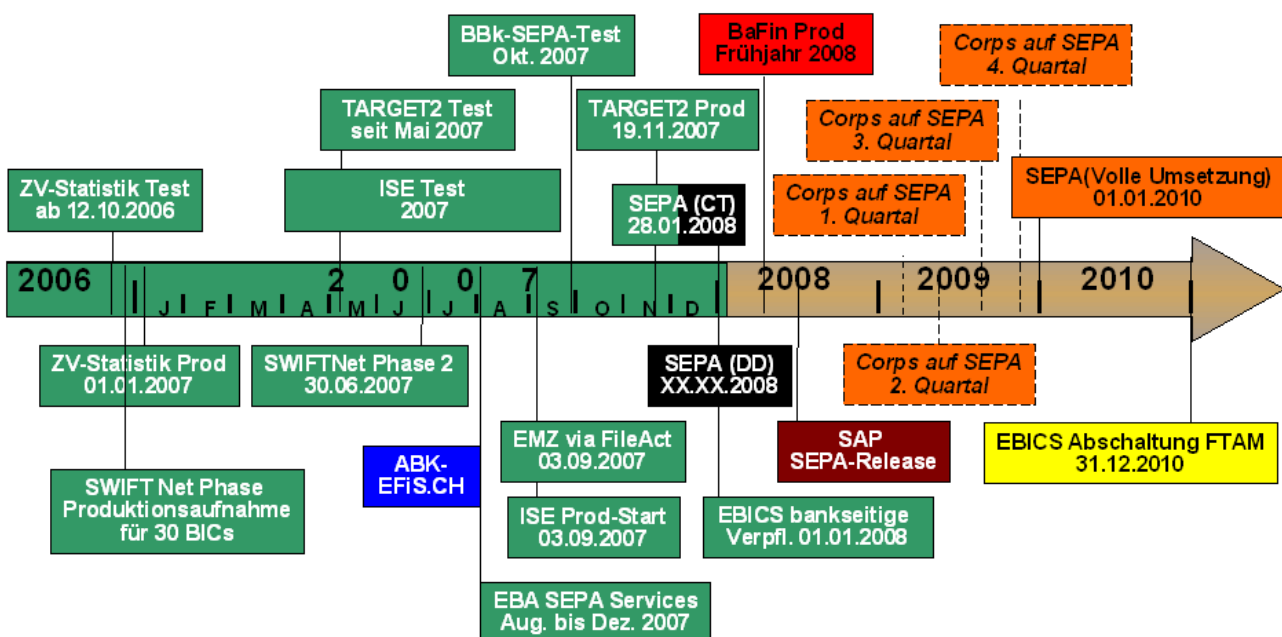 BBk-SEPA-Test
Okt. 2007
BaFin Prod
Frühjahr 2008
Corps auf SEPA
4. Quartal
TARGET2 Test
seit Mai 2007
TARGET2 Prod
19.11.2007
Corps auf SEPA
3. Quartal
ZV-Statistik Test
ab 12.10.2006
ISE Test
2007
SEPA (CT)
28.01.2008
Corps auf SEPA
1. Quartal
SEPA(Volle Umsetzung)
01.01.2010
2006 2 0 0 7 2008 2009 2010
J F M A M J J A S O N D
ZV-Statistik Prod
01.01.2007
SWIFTNet Phase 2
30.06.2007
SEPA (DD)
XX.XX.2008
Corps auf SEPA
2. Quartal
ABK-
EFiS.CH
EMZ via FileAct
03.09.2007
SAP
SEPA-Release
EBICS Abschaltung FTAM
31.12.2010
SWIFT Net Phase
Produktionsaufnahme
für 30 BICs
ISE Prod-Start
03.09.2007
EBICS bankseitige
Verpfl. 01.01.2008
EBA SEPA Services
Aug. bis Dez. 2007